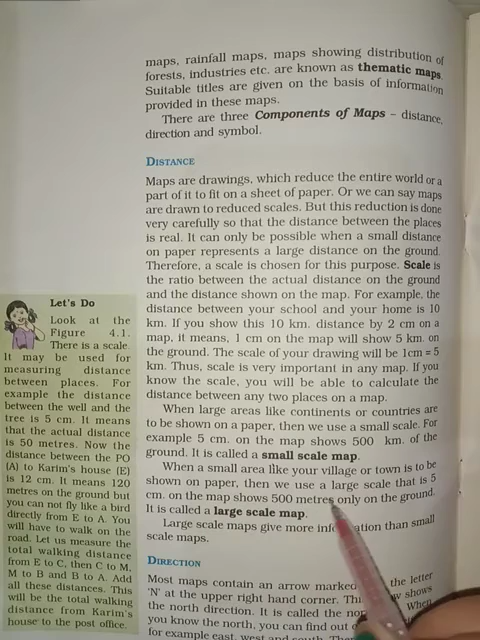 maps, rainfall maps, maps showing distribution of
forests, industries etc. are known as thematic maps.
Suitable titles are given on the basis of information
provided in these maps.
There are three Components of Maps – distance,
direction and symbol.
DISTANCE
Maps are drawings, which reduce the entire world or a
part of it to fit on a sheet of paper. Or we can say maps
are drawn to reduced scales. But this reduction is done
very carefully so that the distance between the places
is real. It can only be possible when a small distance
on paper represents a large distance on the ground.
Therefore, a scale is chosen for this purpose. Scale is
the ratio between the actual distance on the ground
and the distance shown on the map. For example, the
distance between your school and your home is 10
km. If you show this 10 km. distance by 2 cm on a
map, it means, 1 cm on the map will show 5 km. on
the ground. The scale of your drawing will be 1cm = 5
km. Thus, scale is very important in any map. If you
know the scale, you will be able to calculate the
distance between any two places on a map.
When large areas like continents or countries are
to be shown on a paper, then we use a small scale. For
example 5 cm. on the map shows 500 km. of the
ground. It is called a small scale map.
When a small area like your village or town is to be
shown on paper, then we use a large scale that is 5
cm. on the map shows 500 metres only on the ground.
It is called a large scale map.
Large scale maps give more than small
scale maps.
DIRECTION
Most maps contain an arrow marked the letter
'N' at the upper right hand corner. shows
the north direction. It is called the When
you know the north, you can find out
for example east, west and south.
Let's Do
Look at the
Figure 4.1.
There is a scale.
It may be used for
measuring distance
between places. For
example the distance
between the well and the
tree is 5 cm. It means
that the actual distance
is 50 metres. Now the
distance between the PO
(A) to Karim's house (E)
is 12 cm. It means 120
metres on the ground but
you can not fly like a bird
directly from E to A. You
will have to walk on the
road. Let us measure the
total walking distance
from E to C, then C to M,
M to B and B to A. Add
all these distances. This
will be the total walking
distance from Karim's
house to the post office.